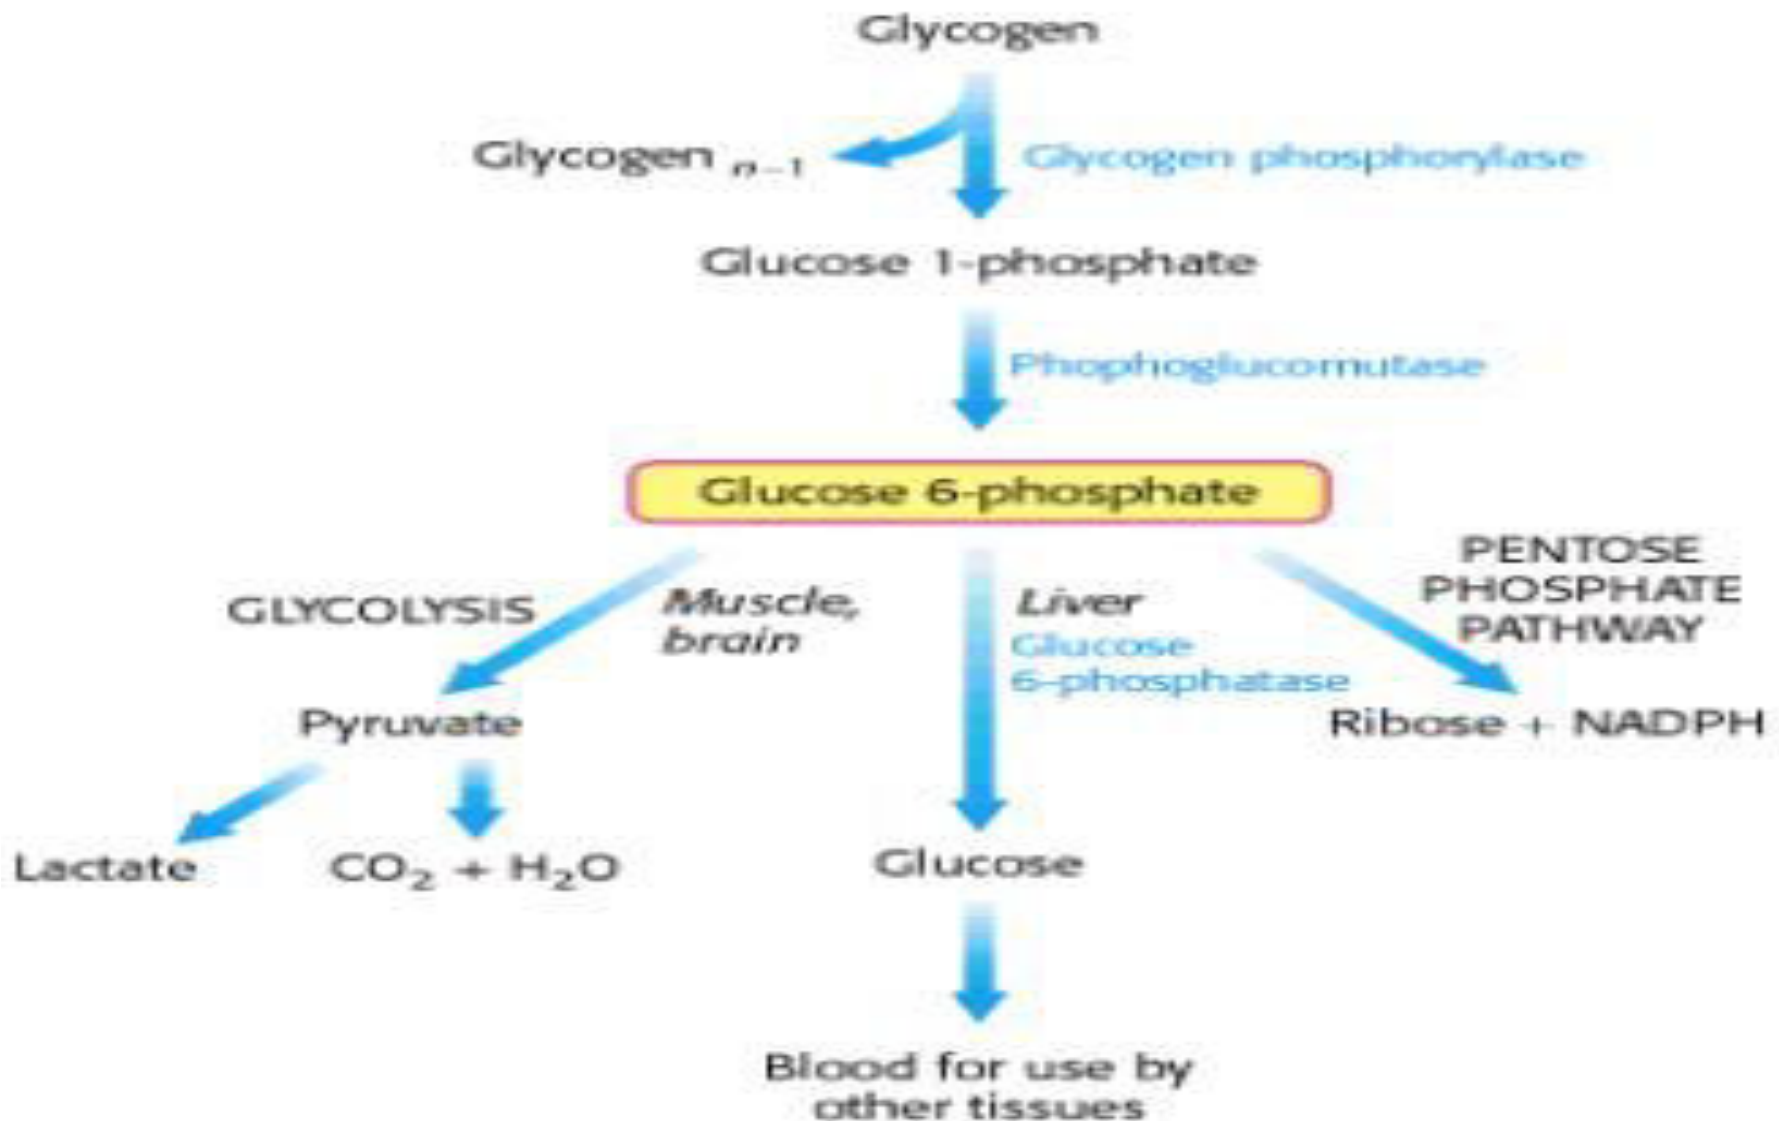 Glycogen
Glycogen n–1
Glycogen phosphorylase
Glucose 1-phosphate
Phophoglucomutase
Glucose 6-phosphate
GLYCOLYSIS
Muscle,
brain
Liver
Glucose
6-phosphatase
PENTOSE
PHOSPHATE
PATHWAY
Pyruvate
Ribose + NADPH
Lactate
CO₂ + H₂O
Glucose
Blood for use by
other tissues